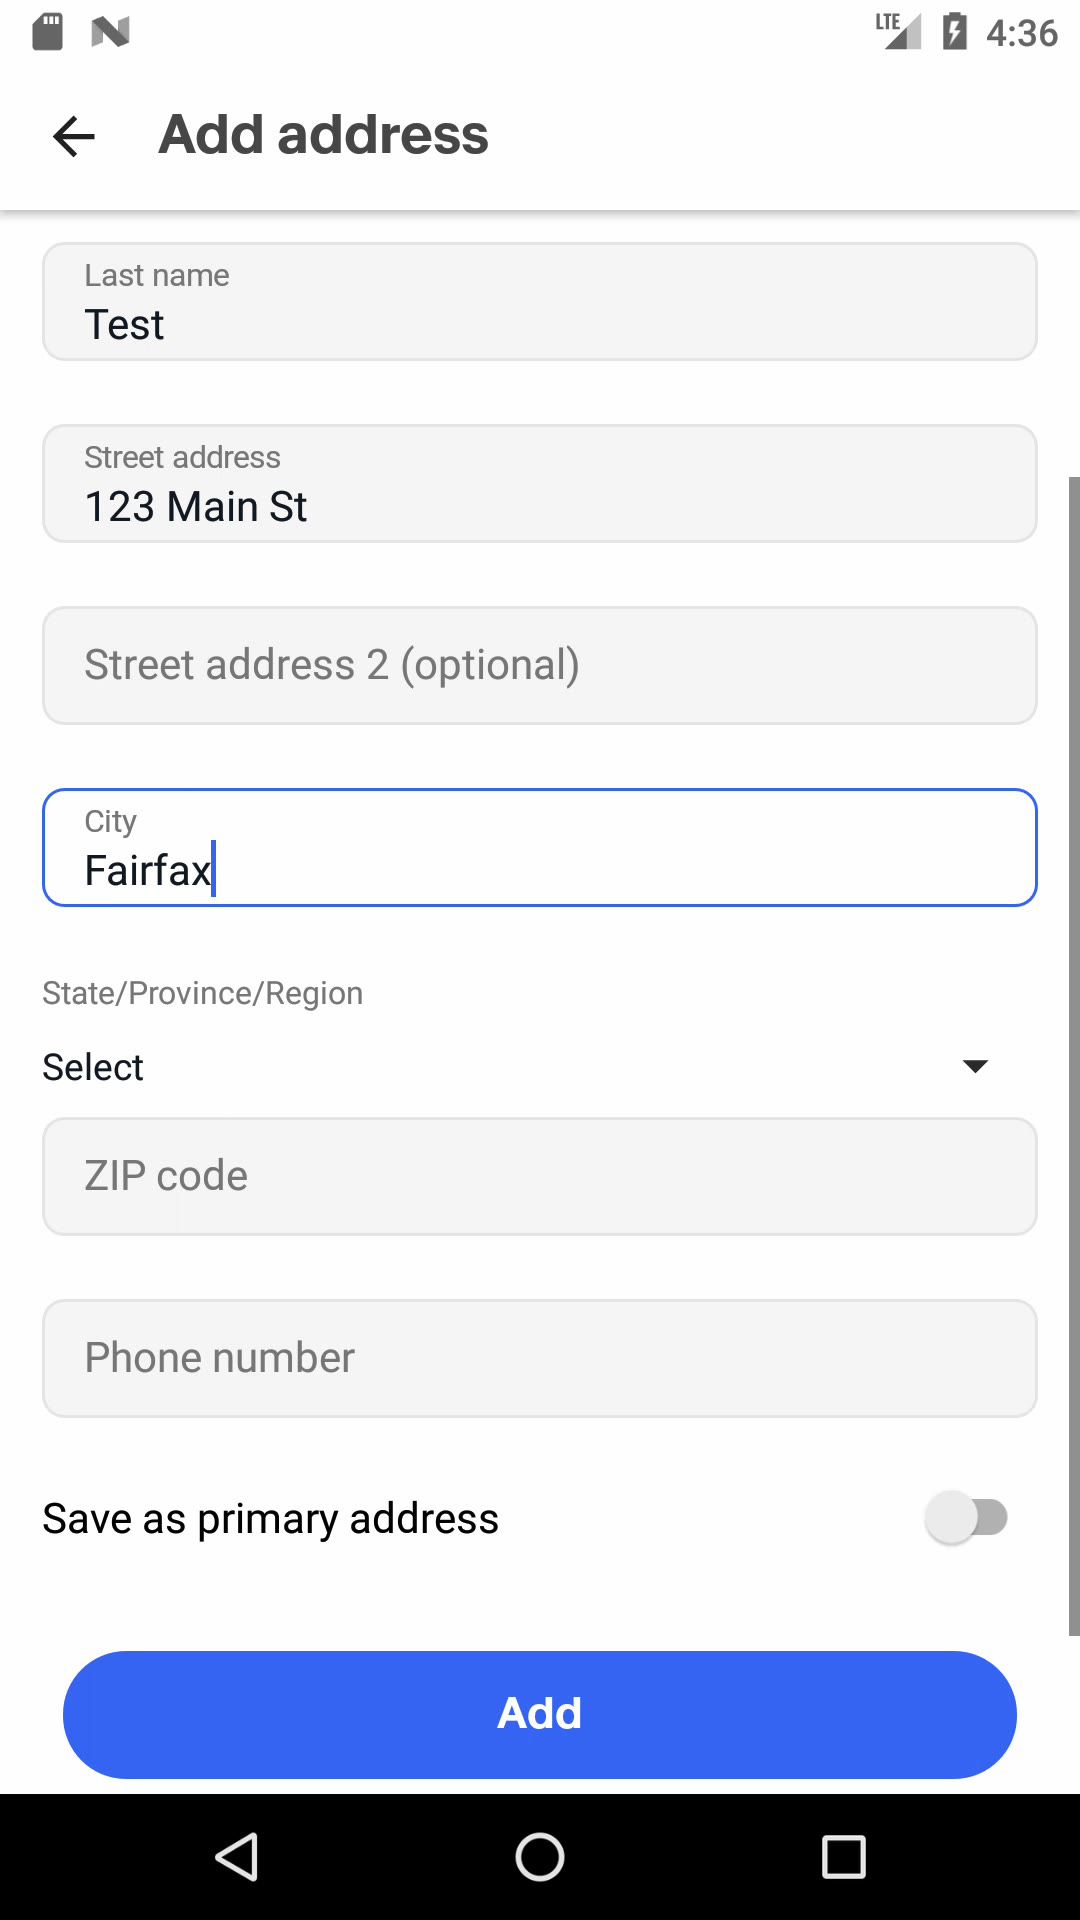 LTE
4:36
Add address
Last name
Test
Street address
123 Main St
Street address 2 (optional)
City
Fairfax
State/Province/Region
Select
ZIP code
Phone number
Save as primary address
Add